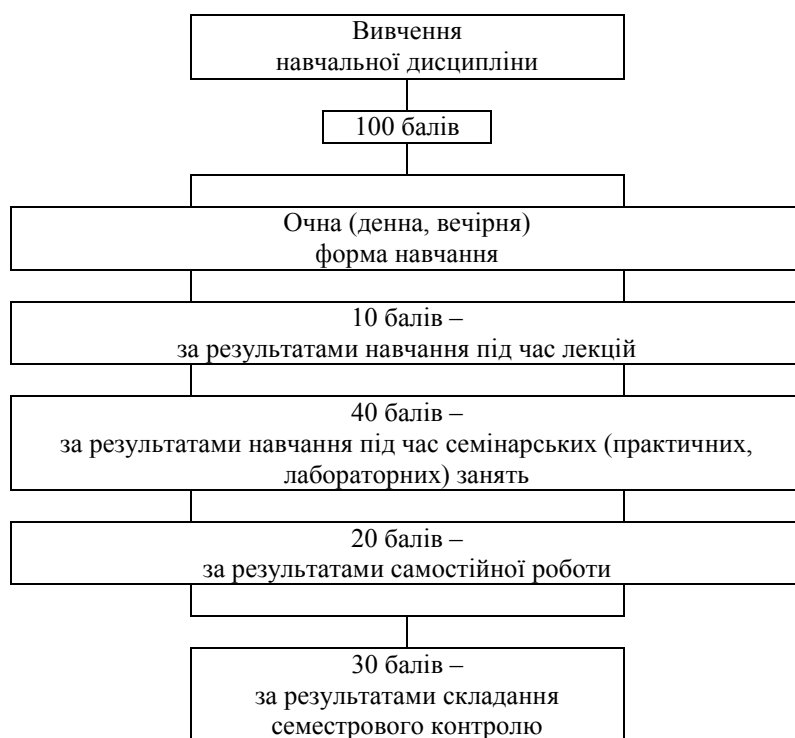 Вивчення
навчальної дисципліни
100 балів
Очна (денна, вечірня)
форма навчання
10 балів –
за результатами навчання під час лекцій
40 балів –
за результатами навчання під час семінарських (практичних,
лабораторних) занять
20 балів –
за результатами самостійної роботи
30 балів –
за результатами складання
семестрового контролю